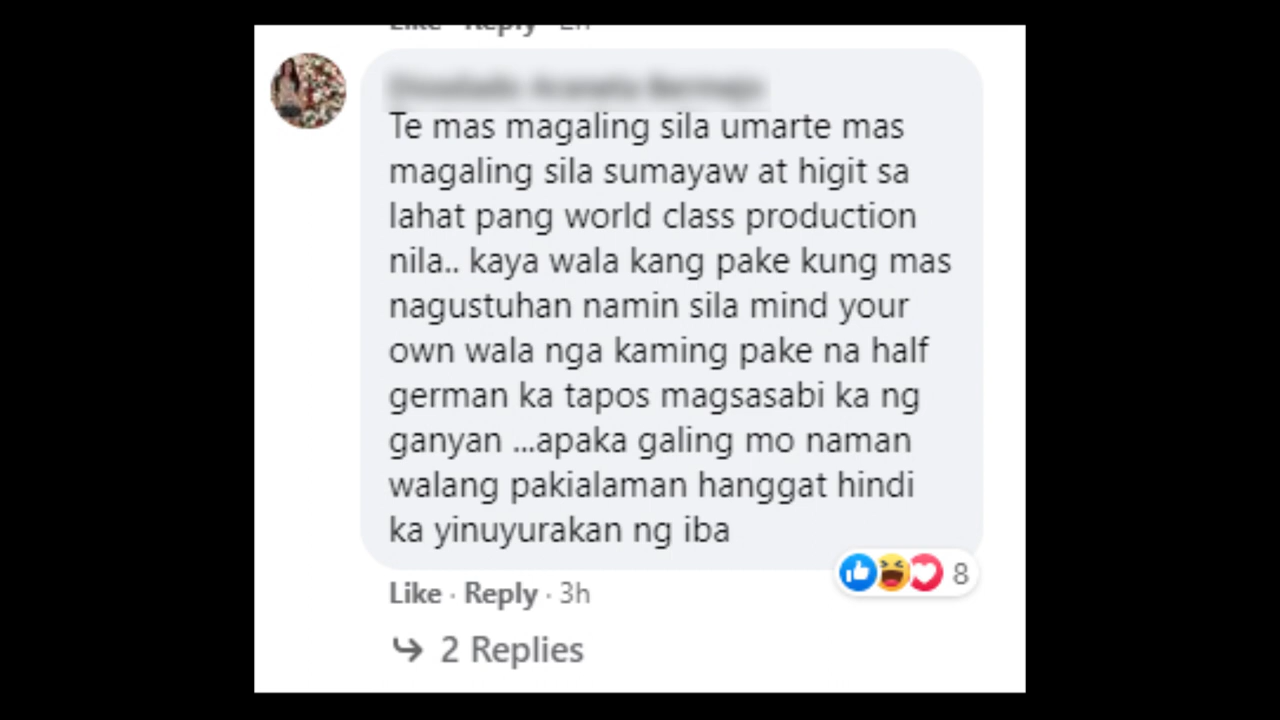 Te mas magaling sila umarte mas
magaling sila sumayaw at higit sa
lahat pang world class production
nila.. kaya wala kang pake kung mas
nagustuhan namin sila mind your
own wala nga kaming pake na half
german ka tapos magsasabi ka ng
ganyan ...apaka galing mo naman
walang pakialaman hanggat hindi
ka yinuyurakan ng iba
8
Like · Reply · 3h
2 Replies